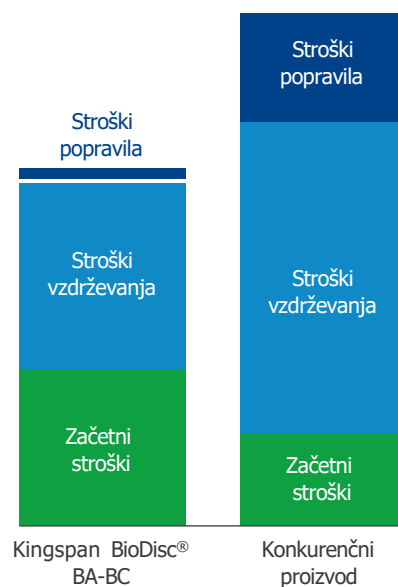 Stroški
popravila
Stroški
vzdrževanja
Začetni
stroški
Kingspan BioDisc®
BA-BC
Stroški
popravila
Stroški
vzdrževanja
Začetni
stroški
Konkurenčni
proizvod